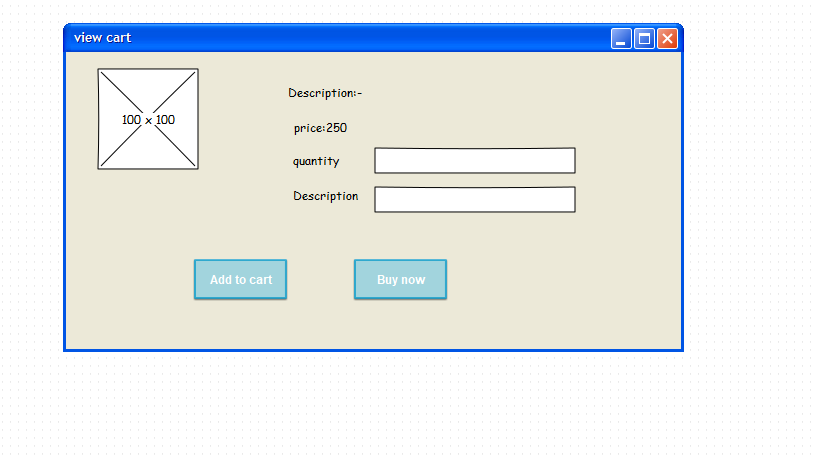 view cart
100 x 100
Description:-
price:250
quantity
Description
Add to cart
Buy now